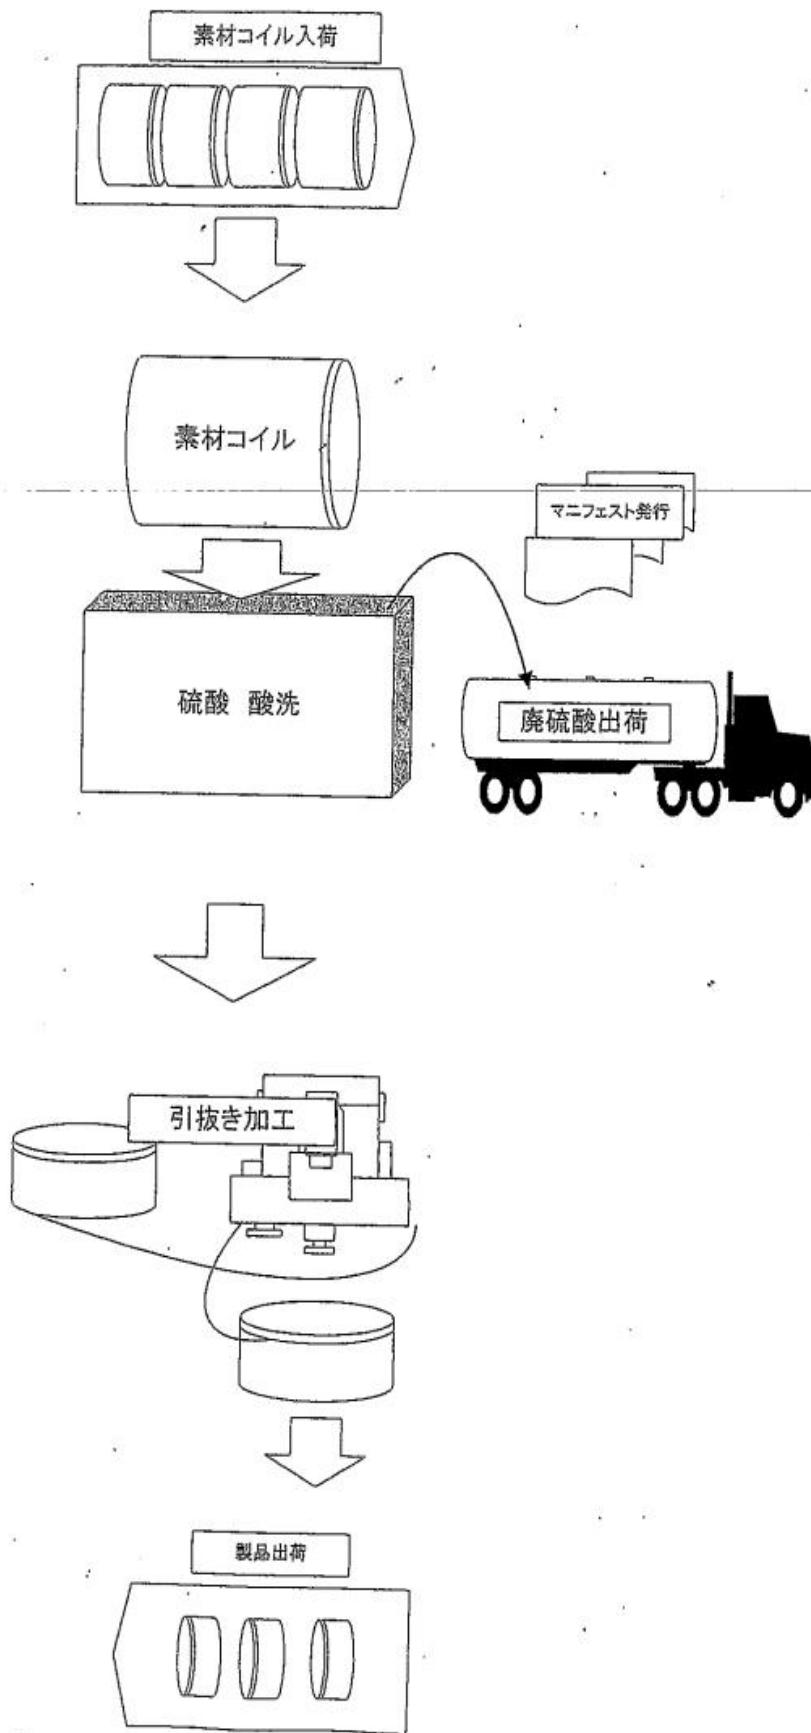 素材コイル入荷
素材コイル
マニフェスト発行
硫酸 酸洗
廃硫酸出荷
引抜き加工
製品出荷